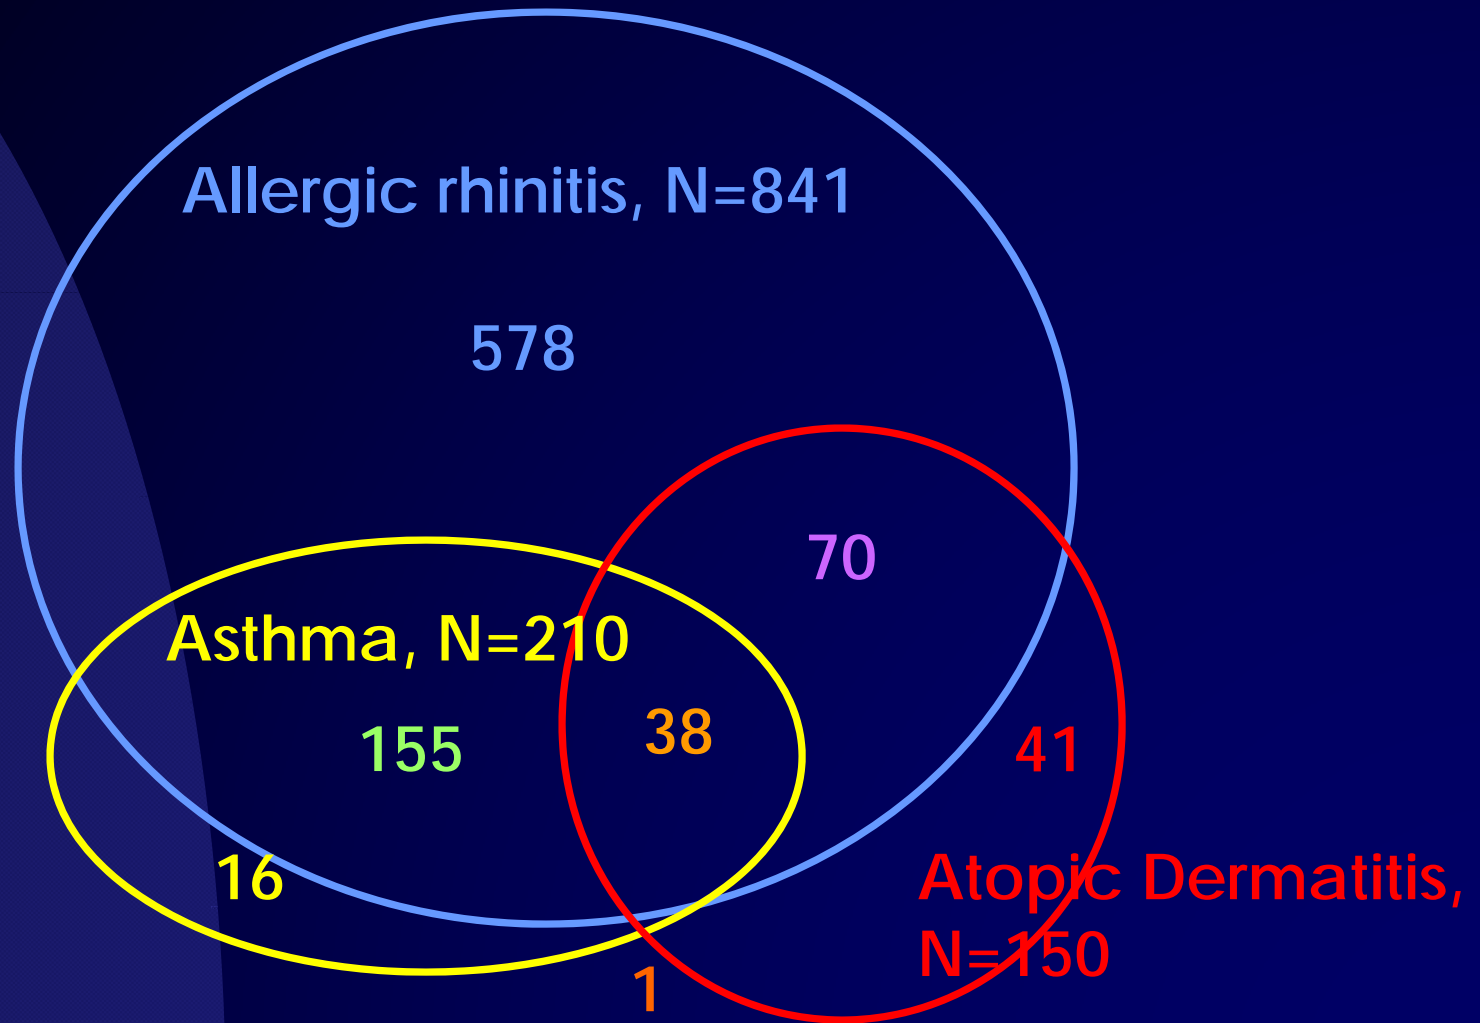 Allergic rhinitis, N=841
578
70
Asthma, N=210
38
155
41
16
Atopic Dermatitis,
N=150
1